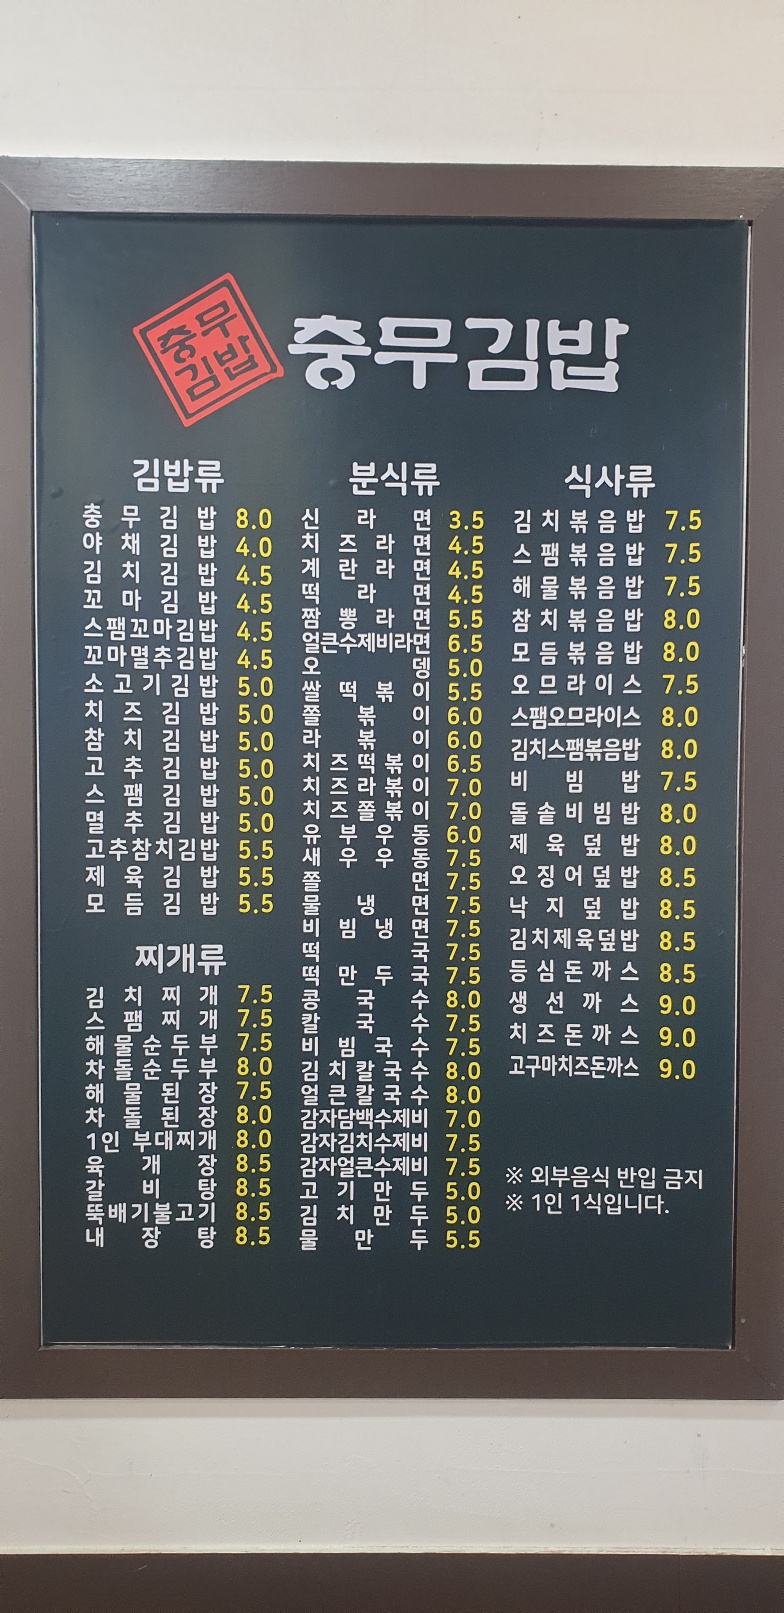 충무
김밥
충무김밥
김밥류
충무김밥 8.0
야채김밥 4.0
김치김밥 4.5
꼬마김밥 4.5
스팸꼬마김밥 4.5
꼬마멸추김밥 4.5
소고기김밥 5.0
치즈김밥 5.0
참치김밥 5.0
고추김밥 5.0
스팸김밥 5.0
멸추김밥 5.0
고추참치김밥 5.5
제육김밥 5.5
모듬김밥 5.5
찌개류
김치찌개 7.5
스팸찌개 7.5
해물순두부 7.5
차돌순두부 8.0
해물된장 7.5
차돌된장 8.0
1인 부대찌개 8.0
육개장 8.5
갈비탕 8.5
뚝배기불고기 8.5
내장탕 8.5
분식류
신라면 3.5
치즈라면 4.5
계란라면 4.5
떡라면 4.5
짬뽕라면 5.5
얼큰수제비라면 6.5
오뎅 5.0
쌀떡볶이 5.5
쫄볶이 6.0
라볶이 6.0
치즈떡볶이 6.5
치즈라볶이 7.0
치즈쫄볶이 7.0
유부우동 6.0
새우우동 7.5
쫄면 7.5
물냉면 7.5
비빔냉면 7.5
떡국 7.5
떡만두국 7.5
콩국수 8.0
칼국수 7.5
비빔국수 7.5
김치칼국수 8.0
얼큰칼국수 8.0
감자담백수제비 7.0
감자김치수제비 7.5
감자얼큰수제비 7.5
고기만두 5.0
김치만두 5.0
물만두 5.5
식사류
김치볶음밥 7.5
스팸볶음밥 7.5
해물볶음밥 7.5
참치볶음밥 8.0
모듬볶음밥 8.0
오므라이스 7.5
스팸오므라이스 8.0
김치스팸볶음밥 8.0
비빔밥 7.5
돌솥비빔밥 8.0
제육덮밥 8.0
오징어덮밥 8.5
낙지덮밥 8.5
김치제육덮밥 8.5
등심돈까스 8.5
생선까스 9.0
치즈돈까스 9.0
고구마치즈돈까스 9.0
※ 외부음식 반입 금지
※ 1인 1식입니다.